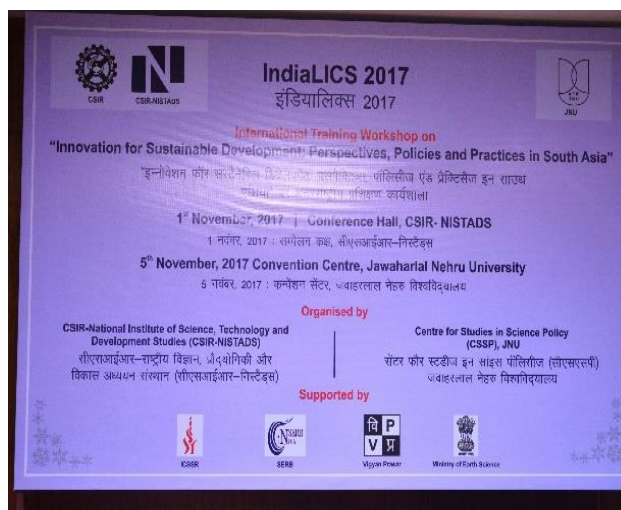 CSIR
CSIR-NISTADS
IndiaLICS 2017
इंडियालिक्स 2017
JNU
International Training Workshop on
"Innovation for Sustainable Development: Perspectives, Policies and Practices in South Asia"
"इन्नोवेशन फॉर पॉलिसीज एंड प्रैक्टिसेज इन साउथ
कार्यशाला
1st November, 2017 | Conference Hall, CSIR- NISTADS
1 नवंबर, 2017 : सम्मेलन कक्ष, सीएसआईआर-निस्टैड्स
5th November, 2017 Convention Centre, Jawaharlal Nehru University
5 नवंबर, 2017 : कन्वेंशन सेंटर, जवाहरलाल नेहरु विश्वविद्यालय
Organised by
CSIR-National Institute of Science, Technology and
Development Studies (CSIR-NISTADS)
सीएसआईआर-राष्ट्रीय विज्ञान, प्रौद्योगिकी और
विकास अध्ययन संस्थान (सीएसआईआर-निस्टैड्स)
Centre for Studies in Science Policy
(CSSP), JNU
सेंटर फॉर स्टडीज इन साइंस पॉलिसीज (सीएसएसपी)
जवाहरलाल नेहरु विश्वविद्यालय
Supported by
ICSSR
SERB
वि P
V प्र
Vigyan Prasar
Ministry of Earth Science